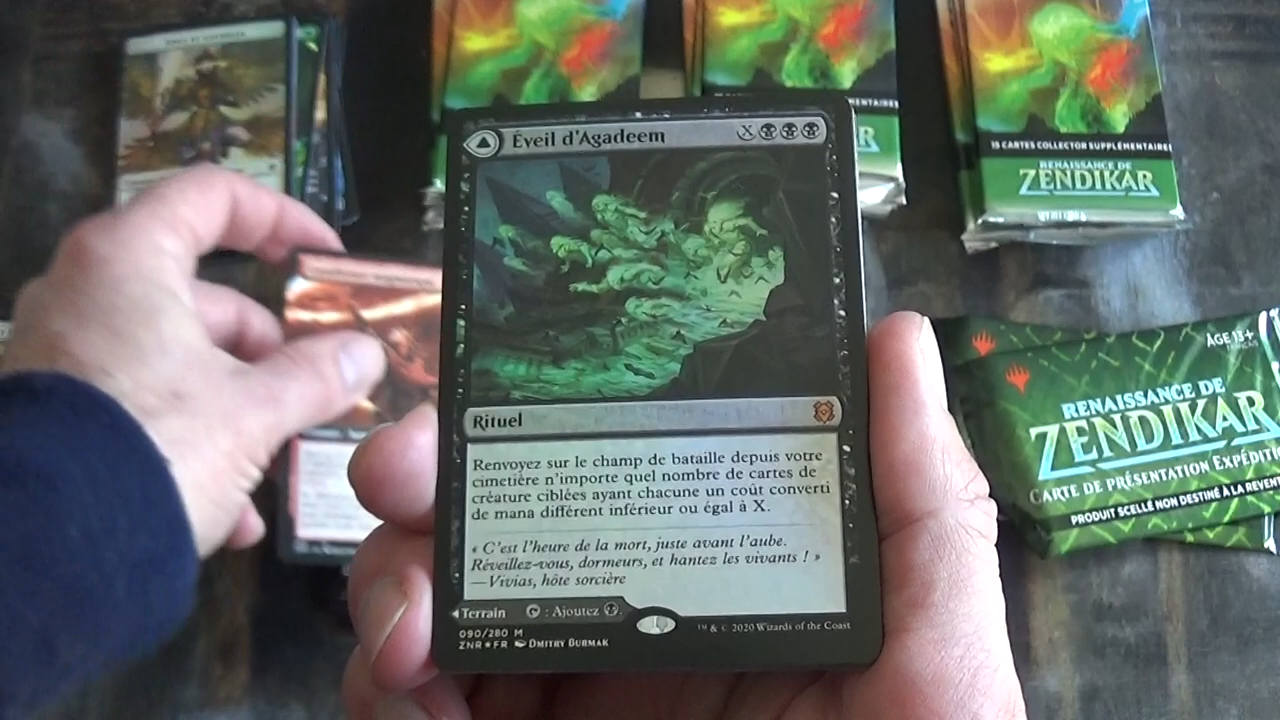 Éveil d'Agadeem
X
Rituel
Renvoyez sur le champ de bataille depuis votre
cimetière n'importe quel nombre de cartes de
créature ciblées ayant chacune un coût converti
de mana différent inférieur ou égal à X.
« C'est l'heure de la mort, juste avant l'aube.
Réveillez-vous, dormeurs, et hantez les vivants ! »
—Vivias, hôte sorcière
Terrain
: Ajoutez
090/280 M
ZNR★FR Dmitry Burmak
™ & © 2020 Wizards of the Coast
15 CARTES COLLECTOR SUPPLÉMENTAIRES
RENAISSANCE DE
ZENDIKAR
MENTAIRES
ÂGE 13+
RENAISSANCE DE
ZENDIKAR
CARTE DE PRÉSENTATION EXPÉDITIO
PRODUIT SCELLÉ NON DESTINÉ À LA REVENT